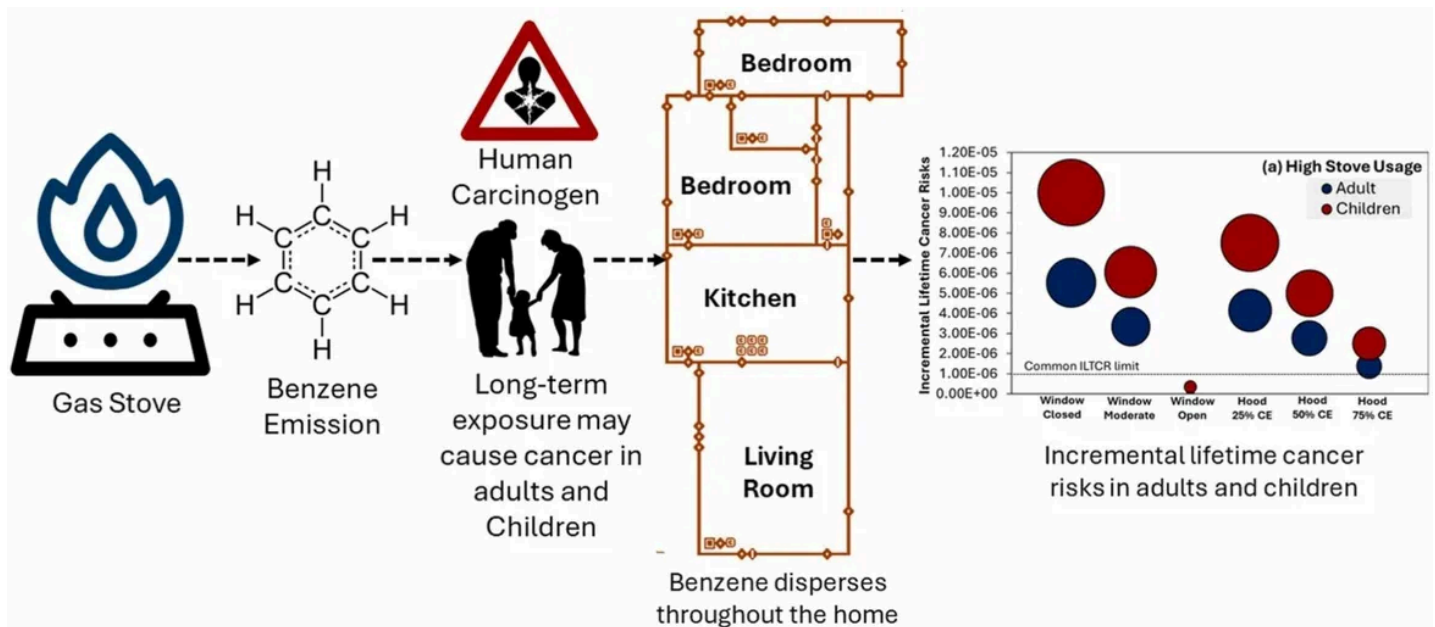 Gas Stove
H
H
H
C
C
C
C
C
C
H
H
H
Benzene
Emission
Human
Carcinogen
Long-term
exposure may
cause cancer in
adults and
Children
Bedroom
Bedroom
Kitchen
Living
Room
Benzene disperses
throughout the home
Incremental Lifetime Cancer Risks
1.20E-05
1.10E-05
1.00E-05
9.00E-06
8.00E-06
7.00E-06
6.00E-06
5.00E-06
4.00E-06
3.00E-06
2.00E-06
1.00E-06
0.00E+00
(a) High Stove Usage
Adult
Children
Common ILTCR limit
Window
Closed
Window
Moderate
Window
Open
Hood
25% CE
Hood
50% CE
Hood
75% CE
Incremental lifetime cancer
risks in adults and children